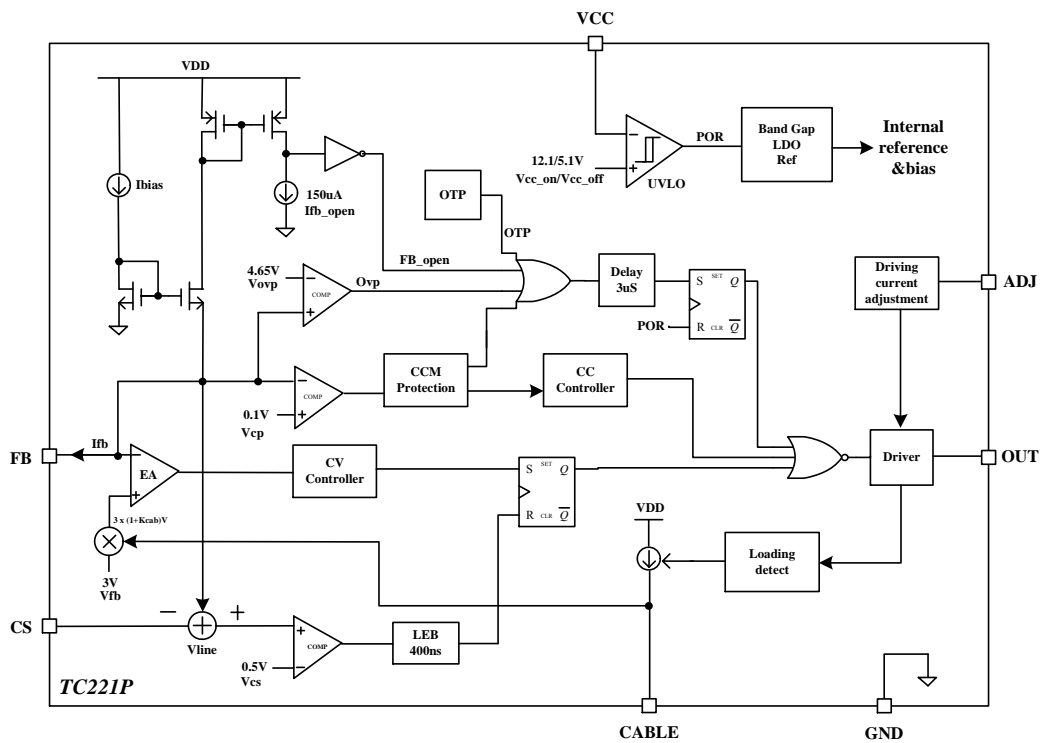 VCC
VDD
Ibias
150uA
Ifb_open
12.1/5.1V
Vcc_on/Vcc_off
−
+
UVLO
POR
Band Gap
LDO
Ref
Internal
reference
&bias
OTP
OTP
FB_open
4.65V
Vovp
−
COMP
+
Ovp
Delay
3uS
S
SET
Q
R
CLR
Q
POR
Driving
current
adjustment
ADJ
−
COMP
+
0.1V
Vcp
CCM
Protection
CC
Controller
FB
Ifb
−
EA
+
3 x (1+Kcab)V
3V
Vfb
CV
Controller
S
SET
Q
R
CLR
Q
Driver
OUT
VDD
Loading
detect
CS
−
+
+
Vline
+
COMP
−
0.5V
Vcs
LEB
400ns
TC221P
CABLE
GND